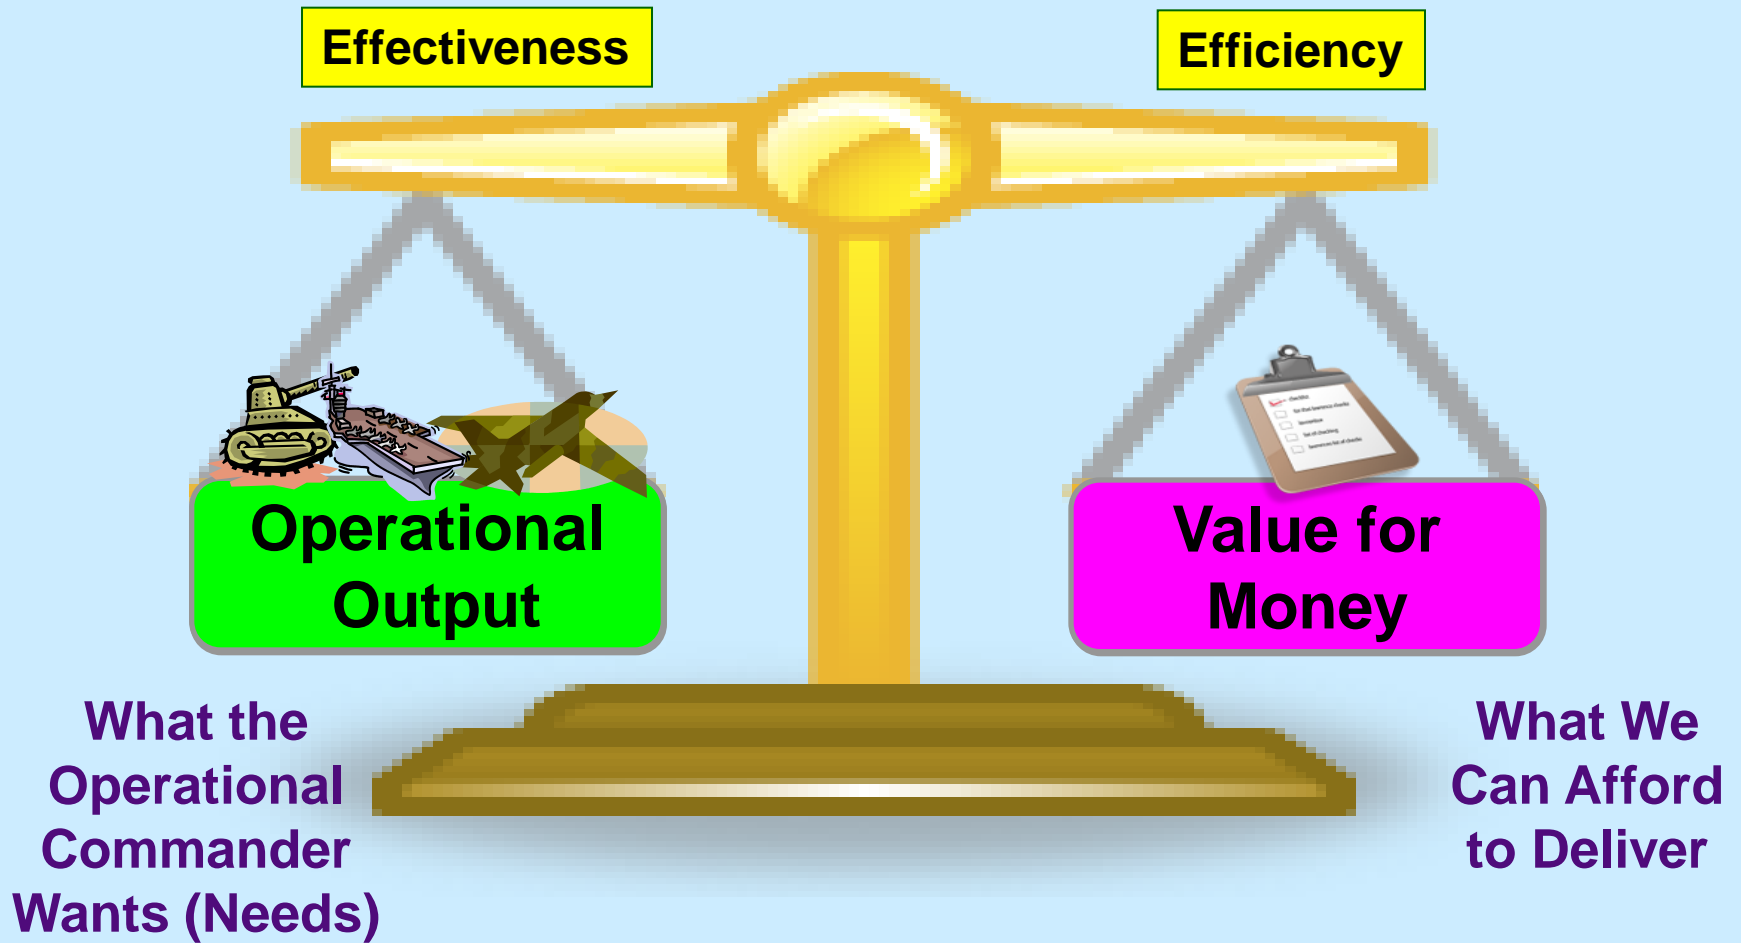 Effectiveness
Efficiency
Operational
Output
Value for
Money
What the
Operational
Commander
Wants (Needs)
What We
Can Afford
to Deliver
checklist